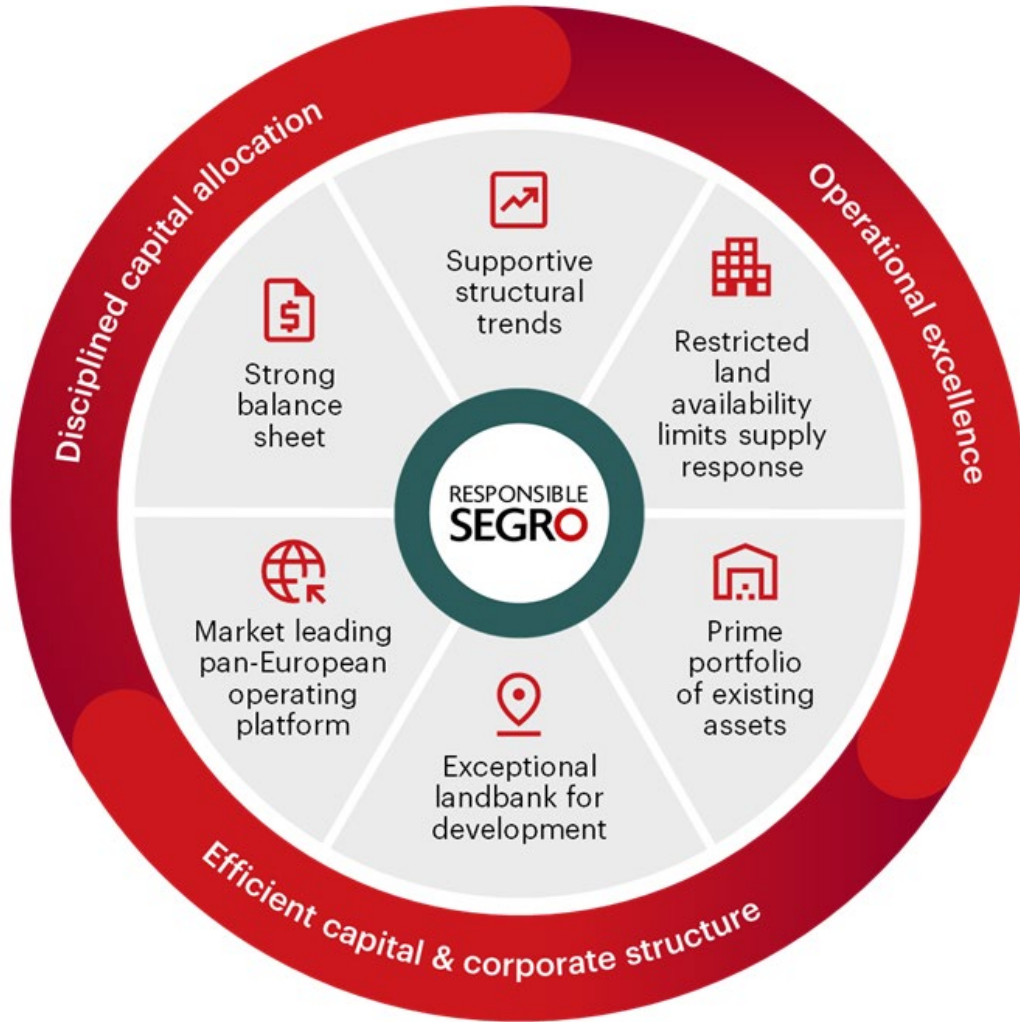 Disciplined capital allocation
Operational excellence
Efficient capital & corporate structure
Supportive
structural
trends
Restricted
land
availability
limits supply
response
Prime
portfolio
of existing
assets
Exceptional
landbank for
development
Market leading
pan-European
operating
platform
Strong
balance
sheet
RESPONSIBLE
SEGRO